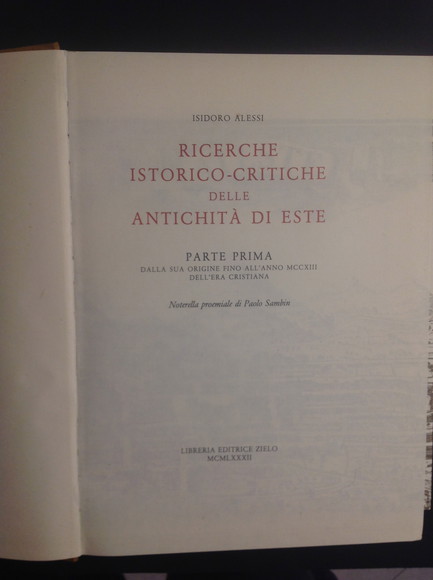 ISIDORO ALESSI
RICERCHE
ISTORICO-CRITICHE
DELLE
ANTICHITÀ DI ESTE
PARTE PRIMA
DALLA SUA ORIGINE FINO ALL'ANNO MCCXIII
DELL'ERA CRISTIANA
Noterella proemiale di Paolo Sambin
LIBRERIA EDITRICE ZIELO
MCMLXXXII